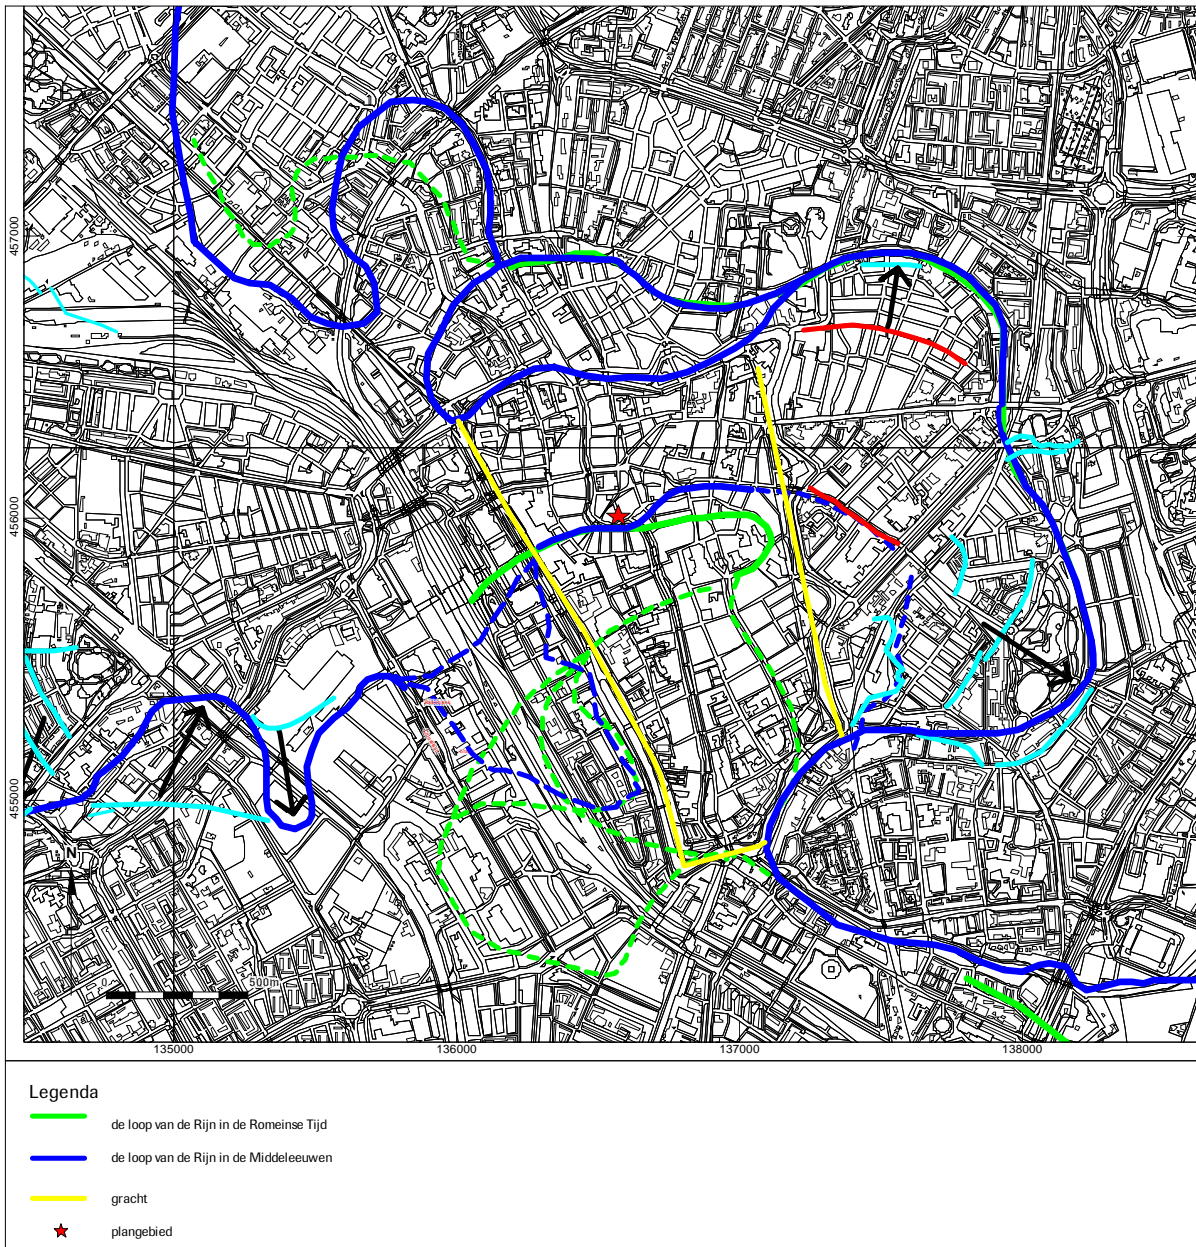 457000
456000
455000
N
0
500m
135000
136000
137000
138000
Legenda
de loop van de Rijn in de Romeinse Tijd
de loop van de Rijn in de Middeleeuwen
gracht
plangebied